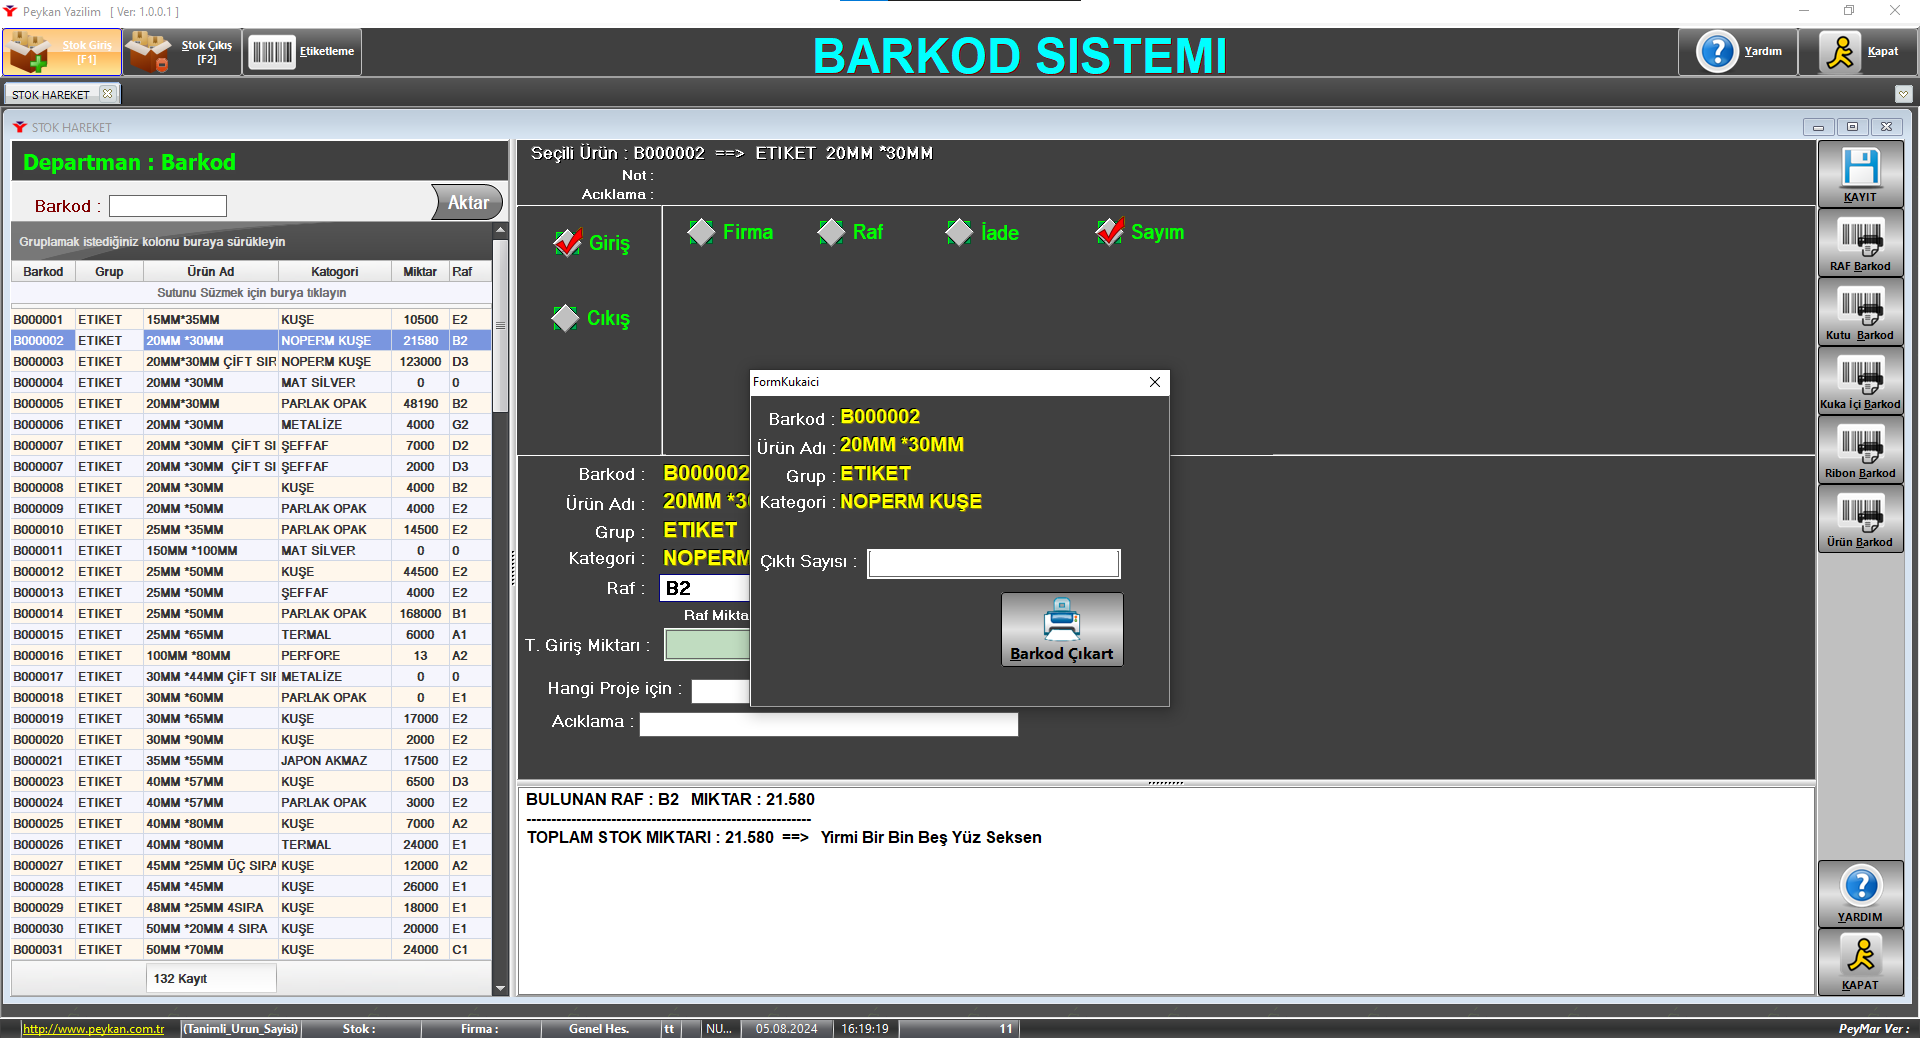 Peykan Yazilim   [ Ver: 1.0.0.1 ]
Stok Giriş [F1]
Stok Çıkış [F2]
Etiketleme
BARKOD SISTEMI
Yardım
Kapat
STOK HAREKET
STOK HAREKET
Departman : Barkod
Barkod :
Aktar
Gruplamak istediğiniz kolonu buraya sürükleyin
Barkod Grup Ürün Ad Katogori Miktar Raf
Sutunu Süzmek için burya tıklayın
B000001 ETIKET 15MM*35MM KUŞE 10500 E2
B000002 ETIKET 20MM *30MM NOPERM KUŞE 21580 B2
B000003 ETIKET 20MM*30MM ÇİFT SIR NOPERM KUŞE 123000 D3
B000004 ETIKET 20MM *30MM MAT SİLVER 0 0
B000005 ETIKET 20MM*30MM PARLAK OPAK 48190 B2
B000006 ETIKET 20MM *30MM METALİZE 4000 G2
B000007 ETIKET 20MM *30MM  ÇİFT SI ŞEFFAF 7000 D2
B000007 ETIKET 20MM *30MM  ÇİFT SI ŞEFFAF 2000 D3
B000008 ETIKET 20MM *30MM KUŞE 4000 B2
B000009 ETIKET 20MM *50MM PARLAK OPAK 4000 E2
B000010 ETIKET 25MM *35MM PARLAK OPAK 14500 E2
B000011 ETIKET 150MM *100MM MAT SİLVER 0 0
B000012 ETIKET 25MM *50MM KUŞE 44500 E2
B000013 ETIKET 25MM *50MM ŞEFFAF 4000 E2
B000014 ETIKET 25MM *50MM PARLAK OPAK 168000 B1
B000015 ETIKET 25MM *65MM TERMAL 6000 A1
B000016 ETIKET 100MM *80MM PERFORE 13 A2
B000017 ETIKET 30MM *44MM ÇİFT SIF METALİZE 0 0
B000018 ETIKET 30MM *60MM PARLAK OPAK 0 E1
B000019 ETIKET 30MM *65MM KUŞE 17000 E2
B000020 ETIKET 30MM *90MM KUŞE 2000 E2
B000021 ETIKET 35MM *55MM JAPON AKMAZ 17500 E2
B000023 ETIKET 40MM *57MM KUŞE 6500 D3
B000024 ETIKET 40MM *57MM PARLAK OPAK 3000 E2
B000025 ETIKET 40MM *80MM KUŞE 7000 A2
B000026 ETIKET 40MM *80MM TERMAL 24000 E1
B000027 ETIKET 45MM *25MM ÜÇ SIRA KUŞE 12000 A2
B000028 ETIKET 45MM *45MM KUŞE 26000 E1
B000029 ETIKET 48MM *25MM 4SIRA KUŞE 18000 E1
B000030 ETIKET 50MM *20MM 4 SIRA KUŞE 20000 E1
B000031 ETIKET 50MM *70MM KUŞE 24000 C1
132 Kayıt
Seçili Ürün : B000002 ==> ETIKET 20MM *30MM
Not :
Acıklama :
Giriş
Cıkış
Firma
Raf
İade
Sayım
Barkod : B000002
Ürün Adı : 20MM *30
Grup : ETIKET
Kategori : NOPERM
Raf : B2
Raf Mikta
T. Giriş Miktarı :
Hangi Proje için :
Acıklama :
FormKukaici
Barkod : B000002
Ürün Adı : 20MM *30MM
Grup : ETIKET
Kategori : NOPERM KUŞE
Çıktı Sayısı :
Barkod Çıkart
BULUNAN RAF : B2 MIKTAR : 21.580
---------------------------------------------------------
TOPLAM STOK MIKTARI : 21.580 ==> Yirmi Bir Bin Beş Yüz Seksen
KAYIT
RAF Barkod
Kutu Barkod
Kuka İçi Barkod
Ribon Barkod
Ürün Barkod
YARDIM
KAPAT
http://www.peykan.com.tr (Tanimli_Urun_Sayisi) Stok : Firma : Genel Hes. tt NU... 05.08.2024 16:19:19 11 PeyMar Ver :